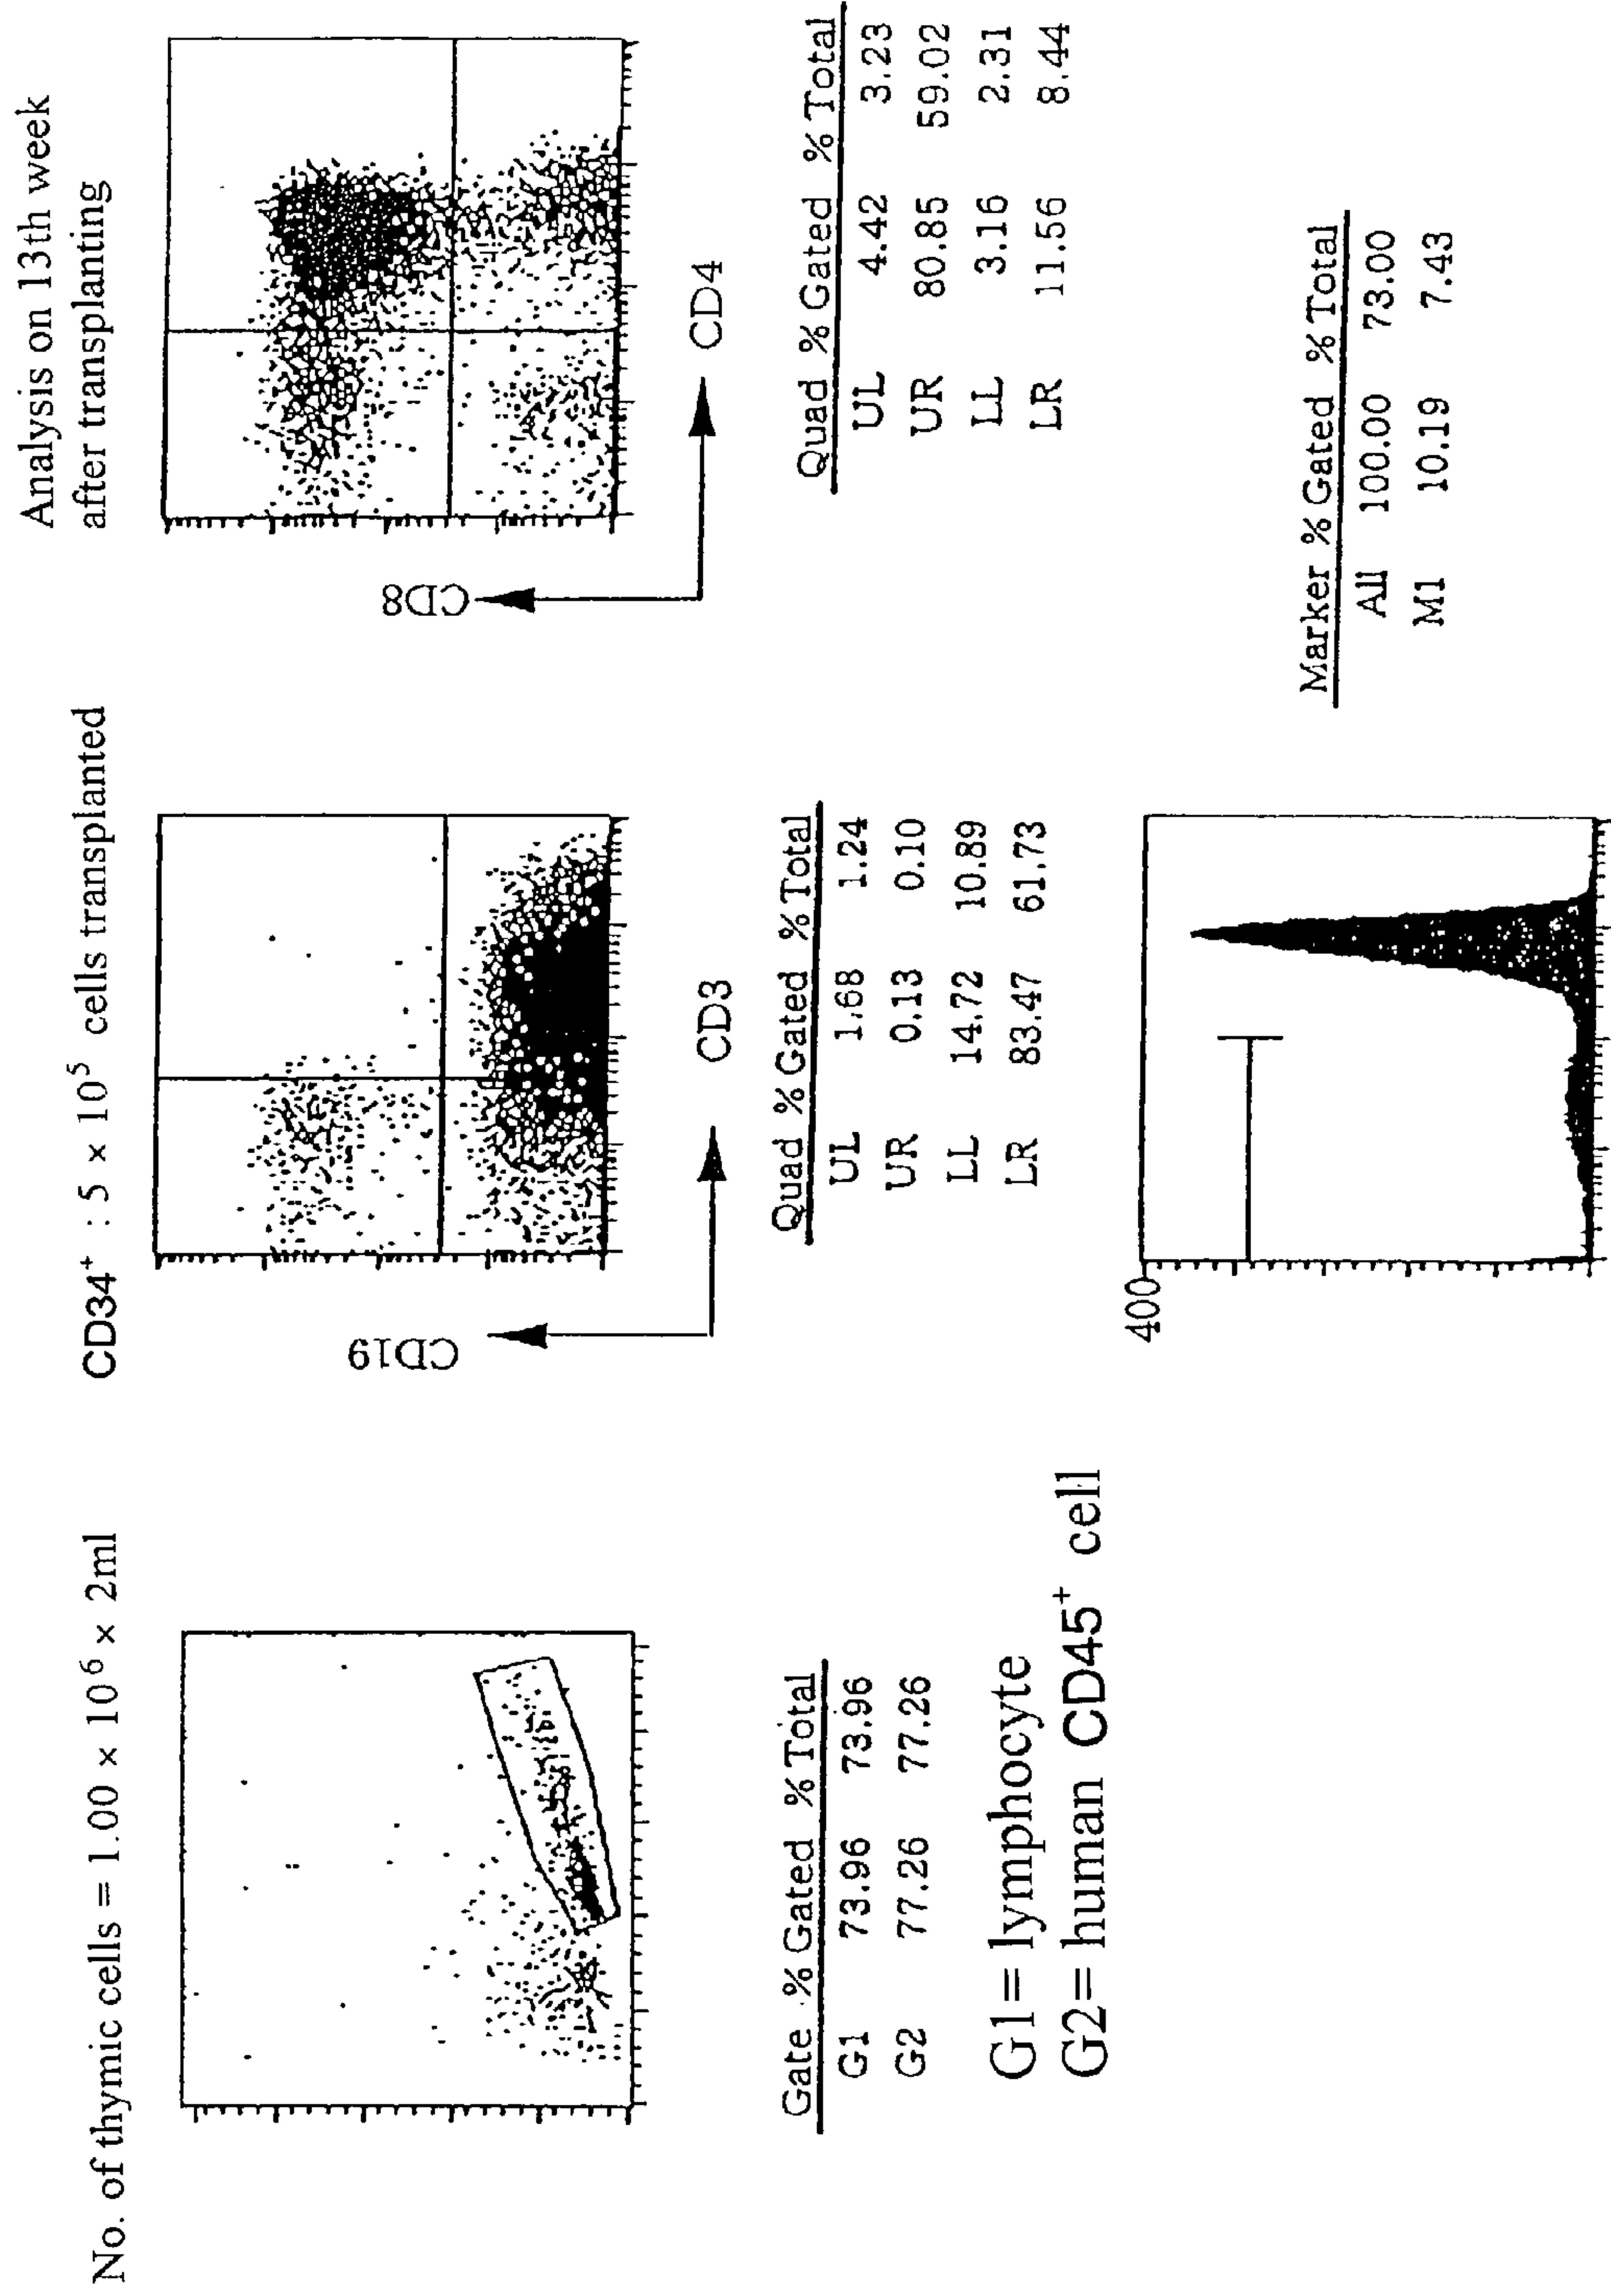 No. of thymic cells = 1.00 × 10⁶ × 2ml
CD34⁺ : 5 × 10⁵ cells transplanted
Analysis on 13th week
after transplanting
Gate % Gated % Total
G1 73.96 73.96
G2 77.26 77.26
G1= lymphocyte
G2= human CD45⁺ cell
CD19
CD3
Quad % Gated % Total
UL 1.68 1.24
UR 0.13 0.10
LL 14.72 10.89
LR 83.47 61.73
CD8
CD4
Quad % Gated % Total
UL 4.42 3.23
UR 80.85 59.02
LL 3.16 2.31
LR 11.56 8.44
400
Marker % Gated % Total
All 100.00 73.00
M1 10.19 7.43